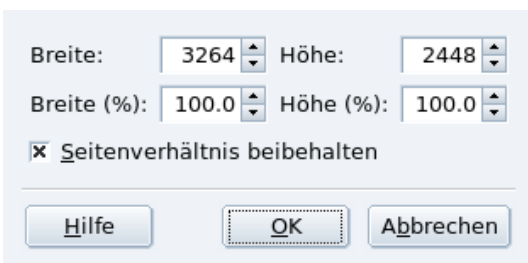 Breite: 3264 Höhe: 2448
Breite (%): 100.0 Höhe (%): 100.0
Seitenverhältnis beibehalten
Hilfe OK Abbrechen